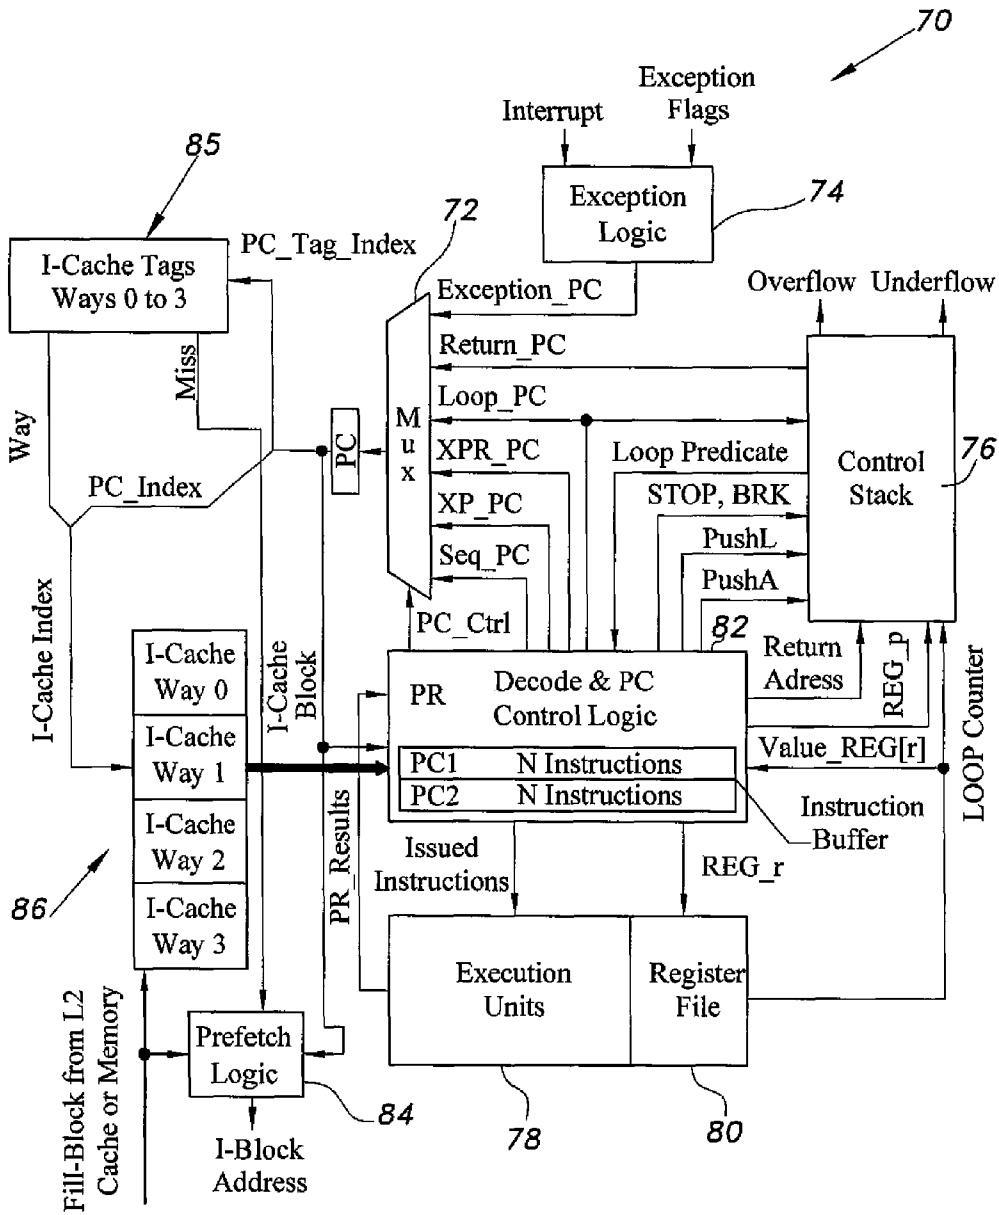 70
Interrupt
Exception
Flags
Exception
Logic
74
85
72
PC_Tag_Index
I-Cache Tags
Ways 0 to 3
Exception_PC
Overflow
Underflow
Return_PC
Miss
Way
Loop_PC
Mux
PC
XPR_PC
Loop Predicate
Control
Stack
76
PC_Index
XP_PC
STOP, BRK
Seq_PC
PushL
PushA
PC_Ctrl
82
I-Cache Index
I-Cache
Way 0
I-Cache
Block
PR
Decode & PC
Control Logic
Return
Adress
REG_p
LOOP Counter
I-Cache
Way 1
PC1 N Instructions
PC2 N Instructions
Value_REG[r]
Instruction
Buffer
I-Cache
Way 2
86
PR_Results
Issued
Instructions
REG_r
I-Cache
Way 3
Execution
Units
Register
File
Fill-Block from L2
Cache or Memory
Prefetch
Logic
84
78
80
I-Block
Address